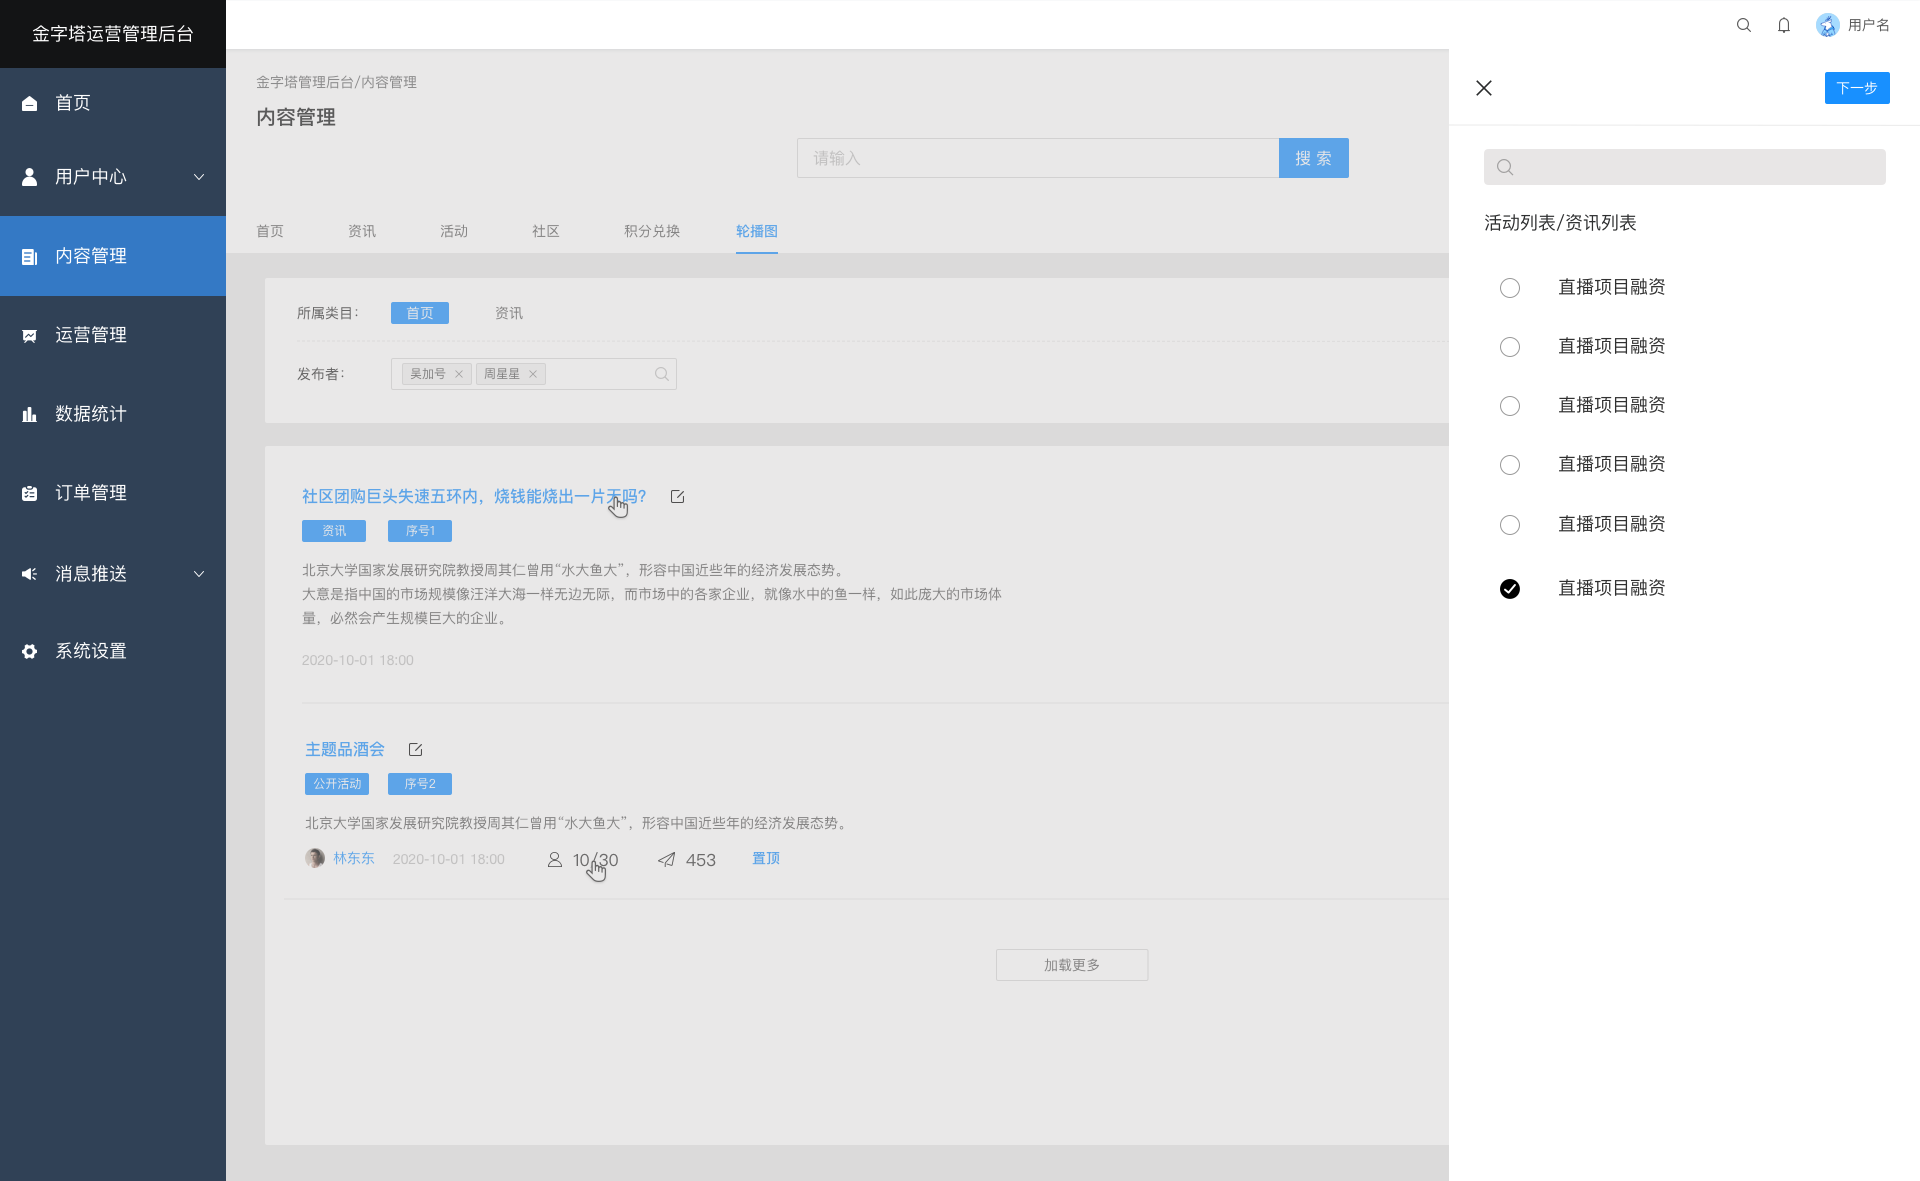 金字塔运营管理后台
首页
用户中心
内容管理
运营管理
数据统计
订单管理
消息推送
系统设置
用户名
金字塔管理后台/内容管理
内容管理
请输入
搜 索
首页 资讯 活动 社区 积分兑换 轮播图
所属类目： 首页 资讯
发布者： 吴加号 周星星
社区团购巨头失速五环内，烧钱能烧出一片天吗?
资讯 序号1
北京大学国家发展研究院教授周其仁曾用“水大鱼大”，形容中国近些年的经济发展态势。
大意是指中国的市场规模像汪洋大海一样无边无际，而市场中的各家企业，就像水中的鱼一样，如此庞大的市场体
量，必然会产生规模巨大的企业。
2020-10-01 18:00
主题品酒会
公开活动 序号2
北京大学国家发展研究院教授周其仁曾用“水大鱼大”，形容中国近些年的经济发展态势。
林东东 2020-10-01 18:00 10/30 453 置顶
加载更多
下一步
活动列表/资讯列表
直播项目融资
直播项目融资
直播项目融资
直播项目融资
直播项目融资
直播项目融资